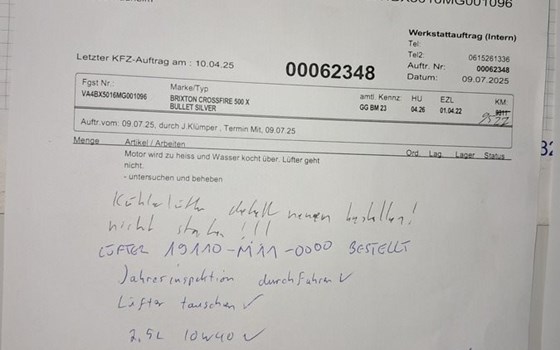 Werkstattauftrag (Intern)
Tel:
Tel2: 0615261336
Letzter KFZ-Auftrag am : 10.04.25
00062348
Auftr. Nr: 00062348
Datum: 09.07.2025
Fgst Nr.: Marke/Typ amtl. Kennz: HU EZL KM:
VA4BX5016MG001096 BRIXTON CROSSFIRE 500 X GG BM 23 04.26 01.04.22
BULLET SILVER
Auftr.vom: 09.07.25, durch J.Klümper , Termin Mit, 09.07.25
Menge Artikel / Arbeiten Ord. Lag. Lager Status
Motor wird zu heiss und Wasser kocht über. Lüfter geht
nicht.
- untersuchen und beheben
Kühlerlüfter defekt neuen bestellen!
nicht starten !!!
LÜFTER 19110-M11-0000 BESTELLT
Jahresinspektion durchführen ✓
Lüfter tauschen ✓
2,5L 10W40 ✓